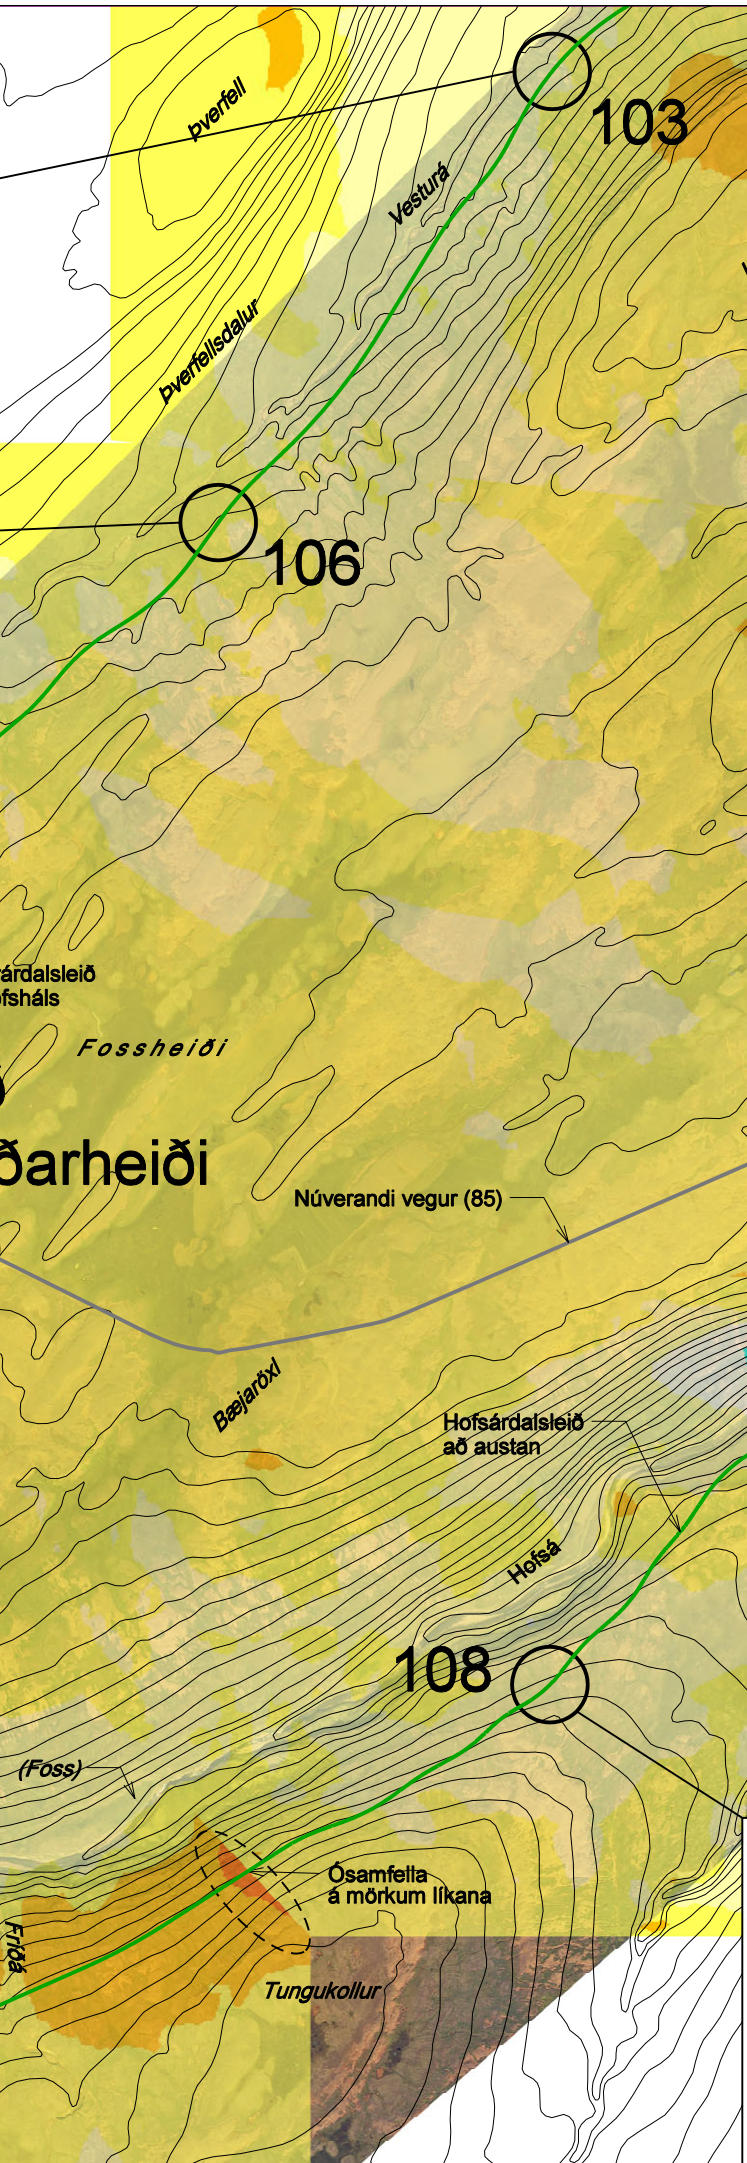 Þverfell
103
Vesturá
Þverfellsdalur
106
árdalsleið
fsháls
Fossheiði
ðarheiði
Núverandi vegur (85)
Bæjaröxl
Hofsárdalsleið
að austan
Hofsá
108
(Foss)
Ósamfella
á mörkum líkana
Fríðá
Tungukollur